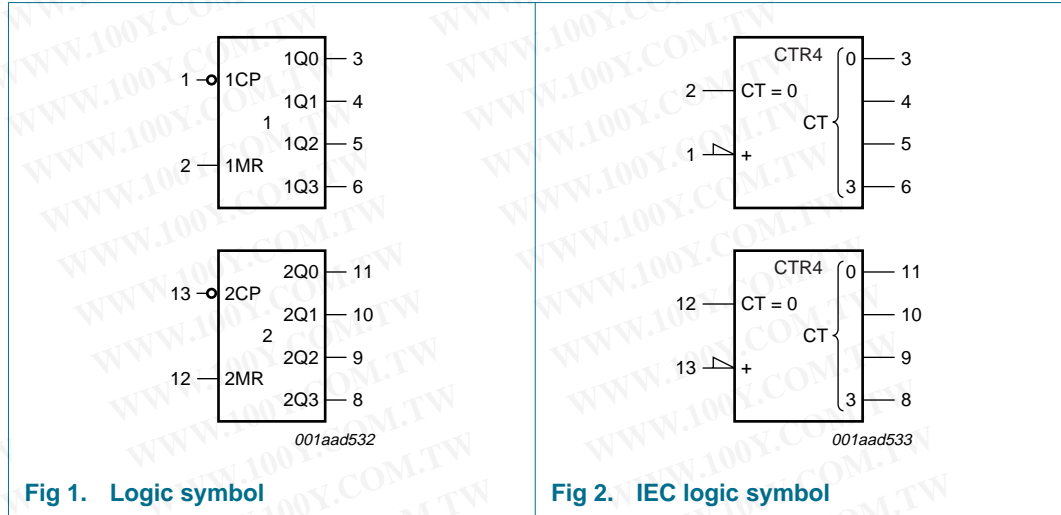 1 1CP 1Q0 3
1Q1 4
1
1Q2 5
2 1MR
1Q3 6
13 2CP 2Q0 11
2Q1 10
2
2Q2 9
12 2MR
2Q3 8
001aad532
Fig 1. Logic symbol
CTR4 0 3
2 CT = 0 4
CT
5
1 +
3 6
CTR4 0 11
12 CT = 0 10
CT
9
13 +
3 8
001aad533
Fig 2. IEC logic symbol
WWW.100Y.COM.TW